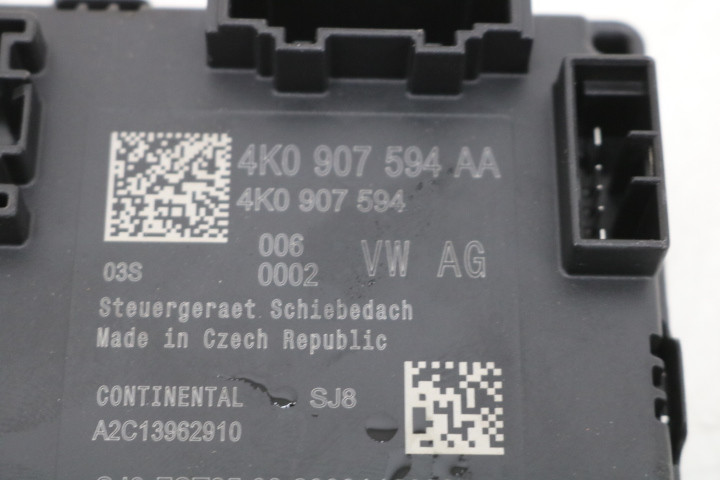 4K0 907 594 AA
4K0 907 594
006
03S 0002 VW AG
Steuergeraet Schiebedach
Made in Czech Republic
CONTINENTAL SJ8
A2C13962910